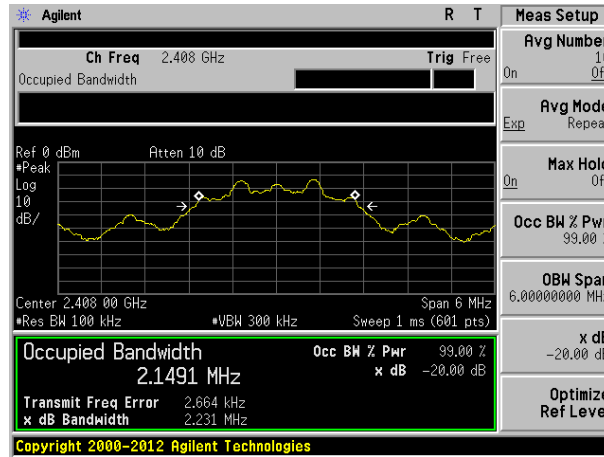 Agilent R T Meas Setup
Ch Freq 2.408 GHz Trig Free
Occupied Bandwidth
Avg Number
On
Avg Mode
Exp Repeat
Ref 0 dBm Atten 10 dB
#Peak
Log
10
dB/
Max Hold
On
Occ BW % Pwr
99.00
Center 2.408 00 GHz Span 6 MHz
#Res BW 100 kHz #VBW 300 kHz Sweep 1 ms (601 pts)
OBW Span
6.00000000 MHz
Occupied Bandwidth Occ BW % Pwr 99.00 %
2.1491 MHz x dB -20.00 dB
Transmit Freq Error 2.664 kHz
x dB Bandwidth 2.231 MHz
x dB
-20.00 dB
Optimize
Ref Level
Copyright 2000-2012 Agilent Technologies